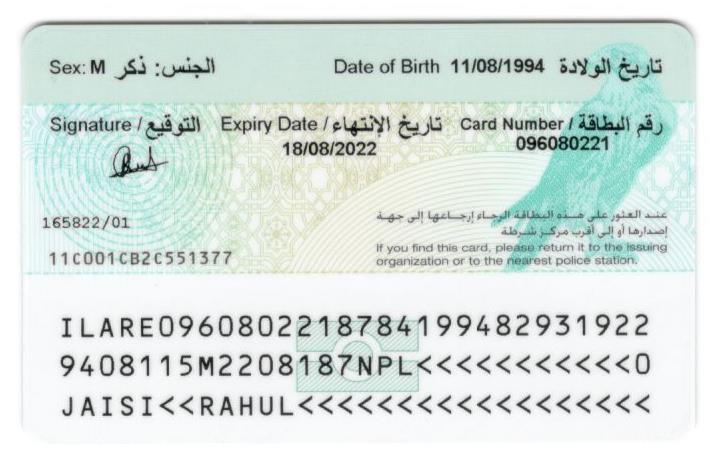 Sex: M الجنس: ذكر Date of Birth 11/08/1994 تاريخ الولادة
Signature / التوقيع Expiry Date / تاريخ الإنتهاء Card Number / رقم البطاقة
18/08/2022 096080221
165822/01
عند العثور على هذه البطاقة الرجاء إرجاعها إلى جهة
إصدارها أو إلى أقرب مركز شرطة
If you find this card, please return it to the issuing
organization or to the nearest police station.
11C001CB2C551377
ILARE0960802218784199482931922
9408115M2208187NPL<<<<<<<<<<<0
JAISI<<RAHUL<<<<<<<<<<<<<<<<<<